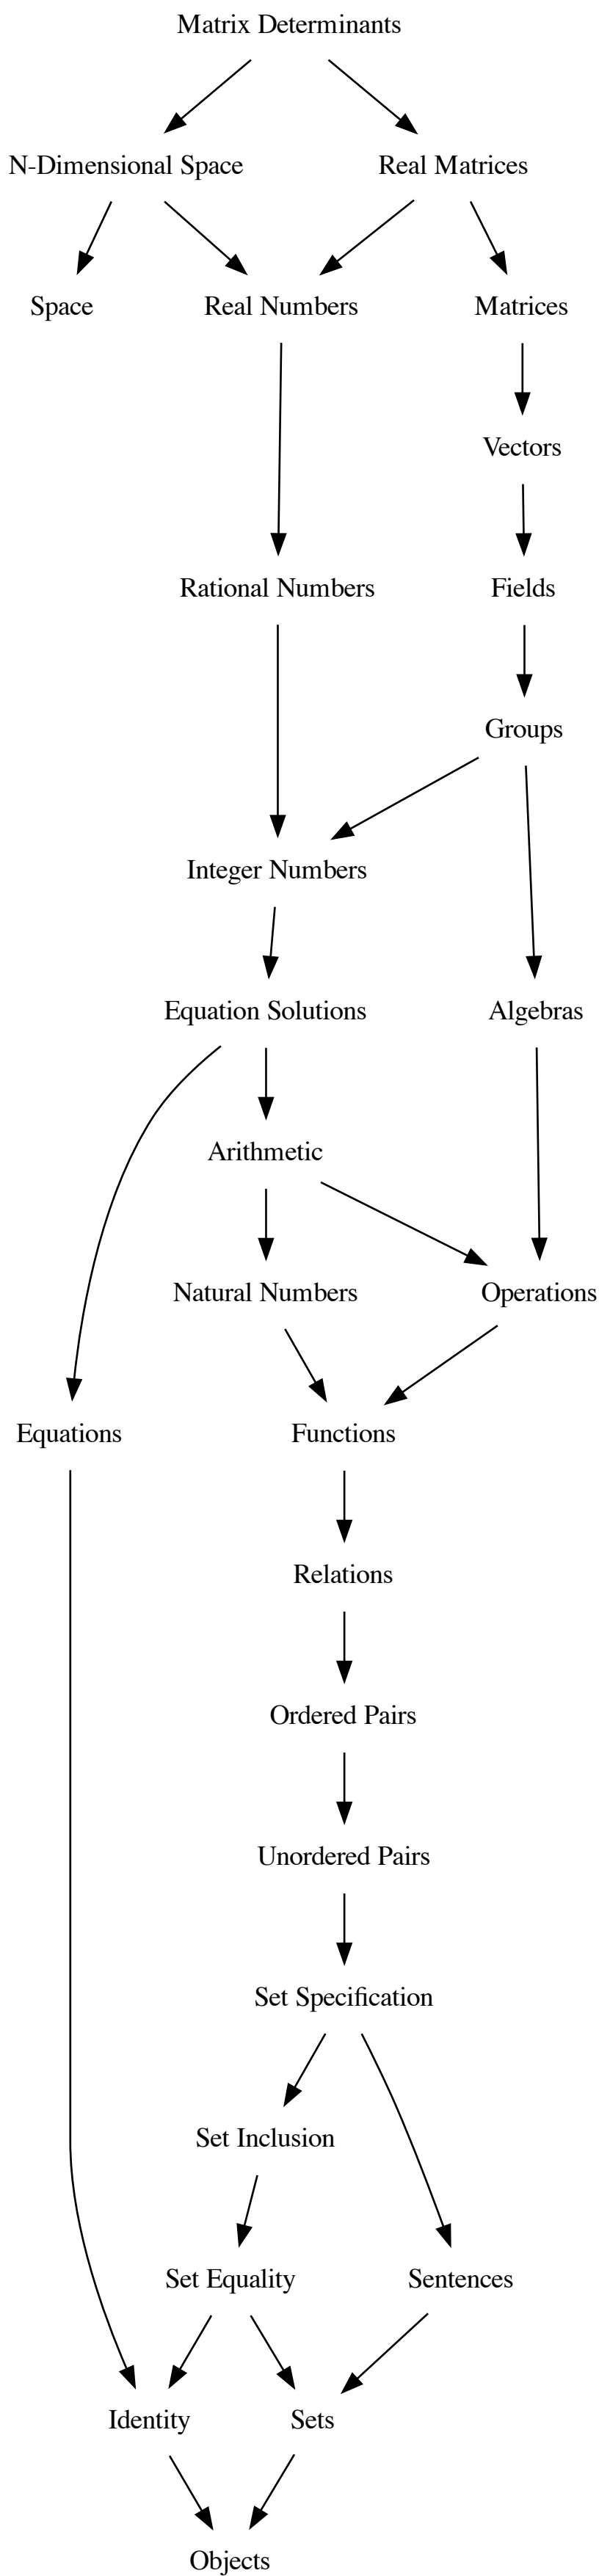 Matrix Determinants
N-Dimensional Space
Real Matrices
Space
Real Numbers
Matrices
Vectors
Rational Numbers
Fields
Groups
Integer Numbers
Equation Solutions
Algebras
Arithmetic
Natural Numbers
Operations
Equations
Functions
Relations
Ordered Pairs
Unordered Pairs
Set Specification
Set Inclusion
Set Equality
Sentences
Identity
Sets
Objects